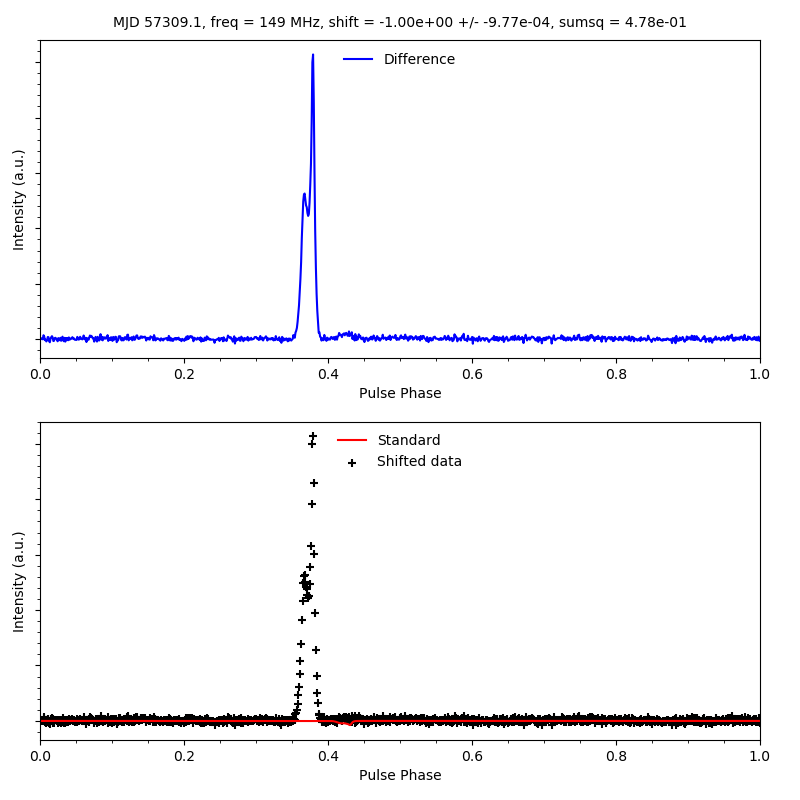 MJD 57309.1, freq = 149 MHz, shift = -1.00e+00 +/- -9.77e-04, sumsq = 4.78e-01
Difference
Intensity (a.u.)
0.0 0.2 0.4 0.6 0.8 1.0
Pulse Phase
Standard
Shifted data
Intensity (a.u.)
0.0 0.2 0.4 0.6 0.8 1.0
Pulse Phase